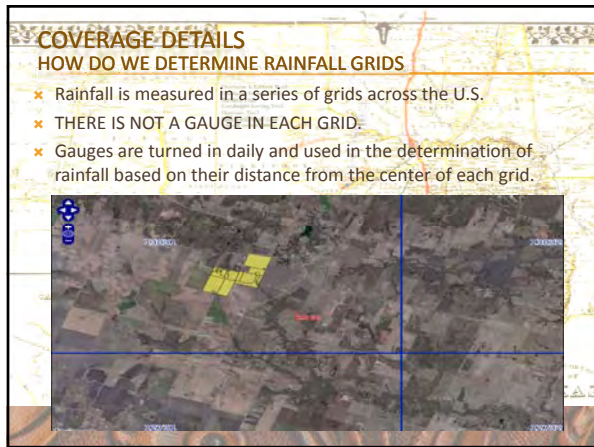 COVERAGE DETAILS
HOW DO WE DETERMINE RAINFALL GRIDS
× Rainfall is measured in a series of grids across the U.S.
× THERE IS NOT A GAUGE IN EACH GRID.
× Gauges are turned in daily and used in the determination of
rainfall based on their distance from the center of each grid.